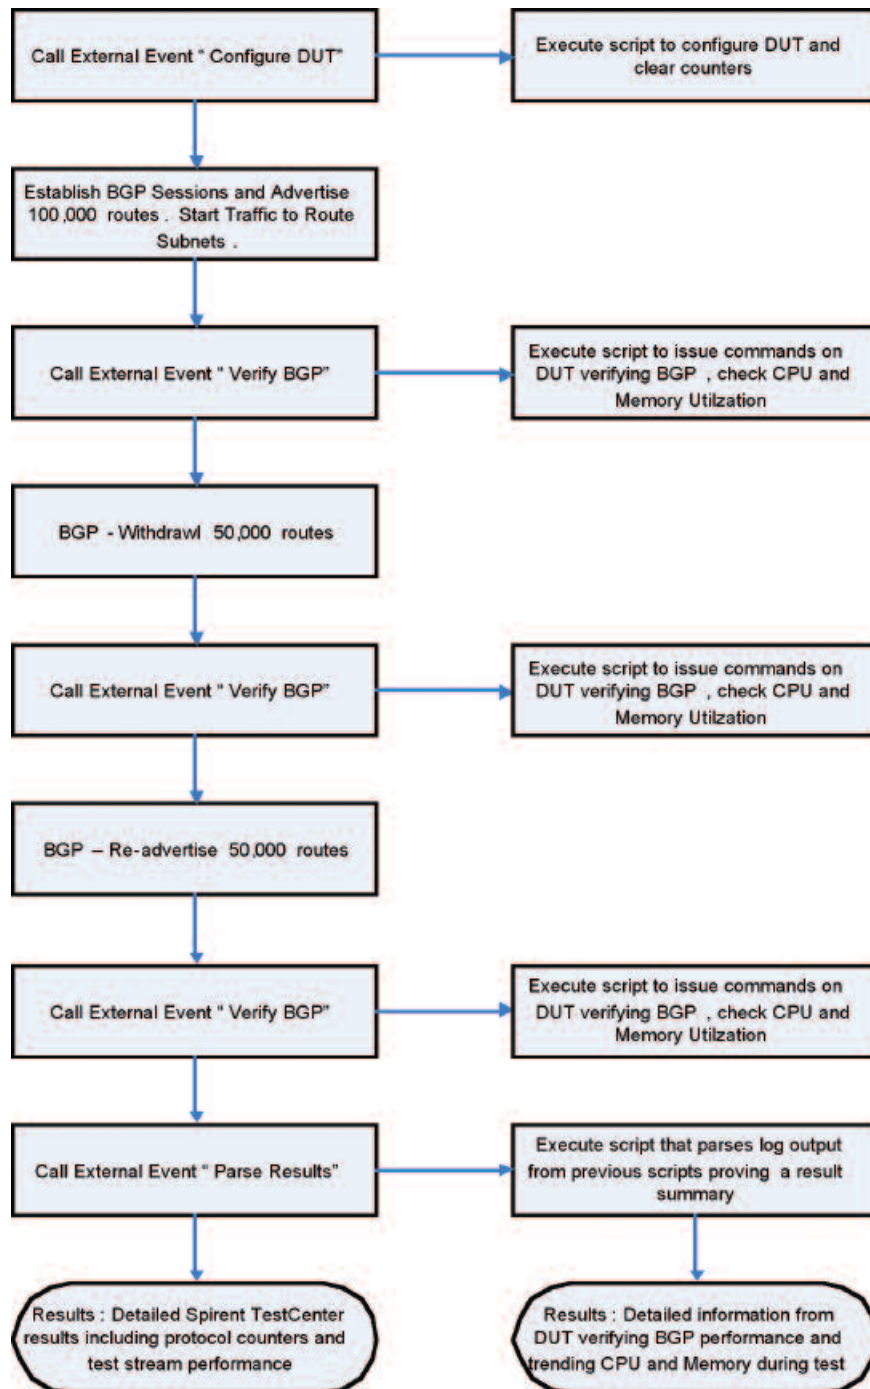 Call External Event “ Configure DUT”
Execute script to configure DUT and
clear counters
Establish BGP Sessions and Advertise
100,000 routes . Start Traffic to Route
Subnets .
Call External Event “ Verify BGP”
Execute script to issue commands on
DUT verifying BGP , check CPU and
Memory Utilzation
BGP - Withdrawl 50,000 routes
Call External Event “ Verify BGP”
Execute script to issue commands on
DUT verifying BGP , check CPU and
Memory Utilzation
BGP – Re-advertise 50,000 routes
Call External Event “ Verify BGP”
Execute script to issue commands on
DUT verifying BGP , check CPU and
Memory Utilzation
Call External Event “ Parse Results”
Execute script that parses log output
from previous scripts proving a result
summary
Results : Detailed Spirent TestCenter
results including protocol counters and
test stream performance
Results : Detailed information from
DUT verifying BGP performance and
trending CPU and Memory during test